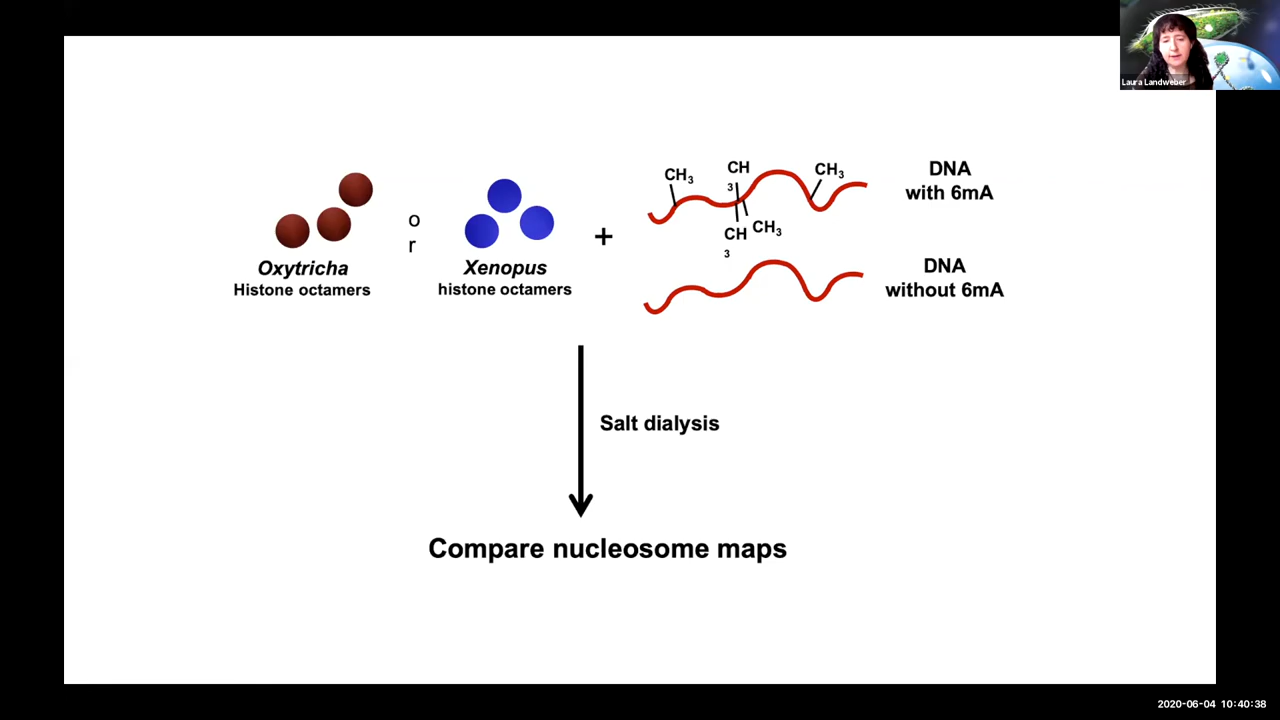 Laura Landweber
CH3
CH
3
CH3
DNA
with 6mA
o
r
+
CH
3
CH3
Oxytricha
Histone octamers
Xenopus
histone octamers
DNA
without 6mA
Salt dialysis
Compare nucleosome maps
2020-06-04 10:40:38